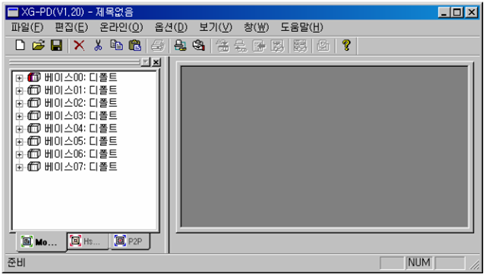 XG-PD(V1,20) - 제목없음
파일(F) 편집(E) 온라인(O) 옵션(D) 보기(V) 창(W) 도움말(H)
베이스00: 디폴트
베이스01: 디폴트
베이스02: 디폴트
베이스03: 디폴트
베이스04: 디폴트
베이스05: 디폴트
베이스06: 디폴트
베이스07: 디폴트
Mo... Hs... P2P
준비 NUM